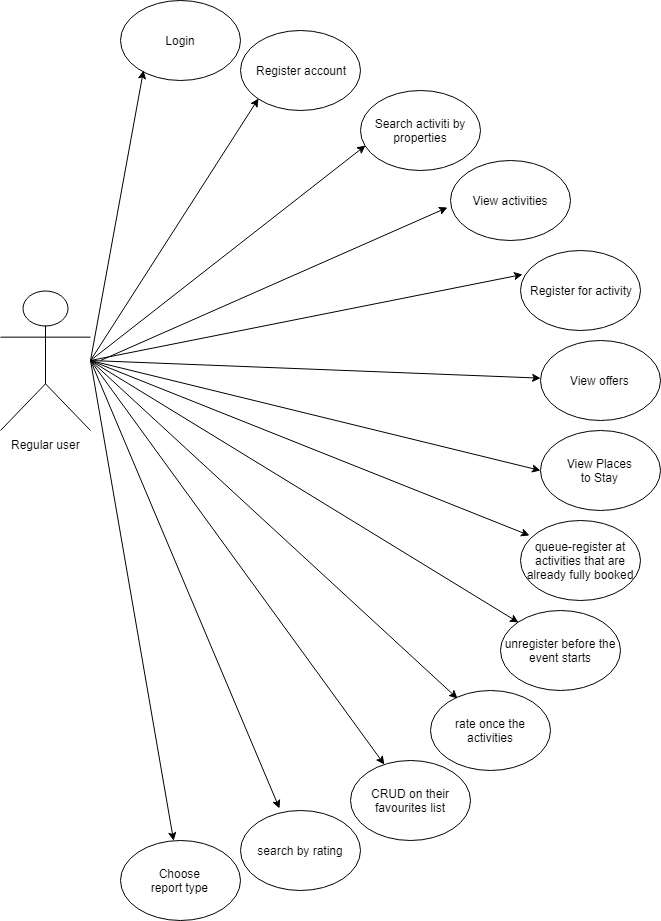 Login
Register account
Search activiti by
properties
View activities
Register for activity
View offers
Regular user
View Places
to Stay
queue-register at
activities that are
already fully booked
unregister before the
event starts
rate once the
activities
CRUD on their
favourites list
search by rating
Choose
report type